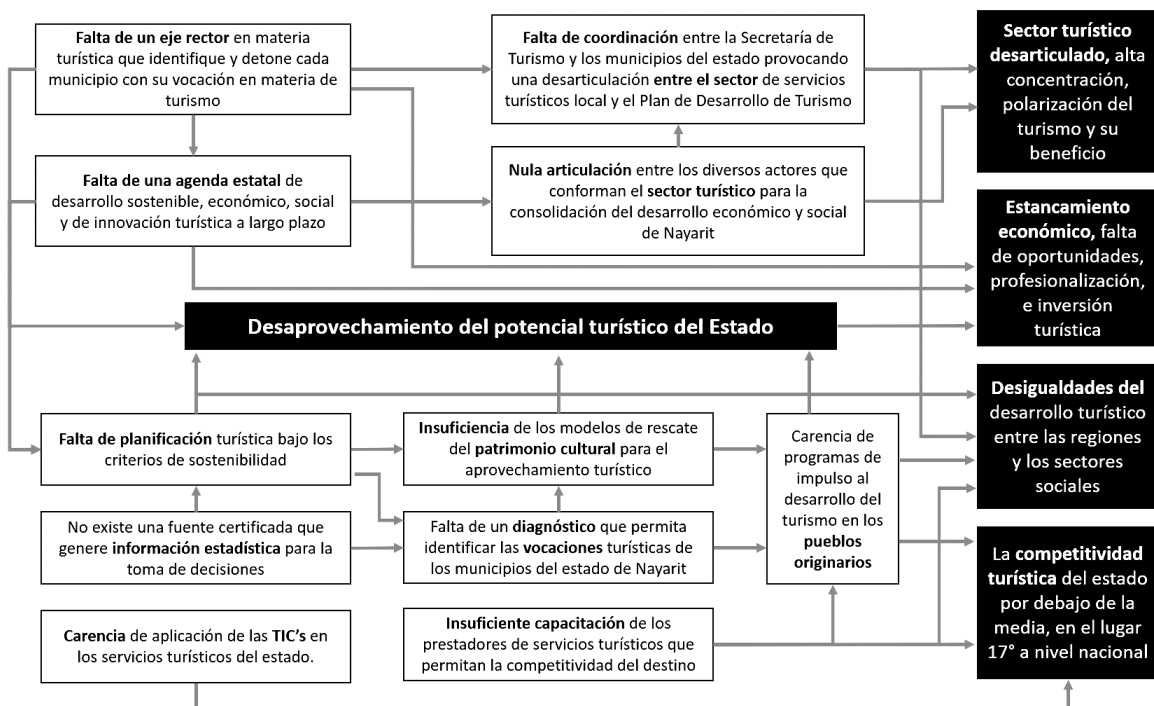 Falta de un eje rector en materia
turística que identifique y detone cada
municipio con su vocación en materia de
turismo
Falta de coordinación entre la Secretaría de
Turismo y los municipios del estado provocando
una desarticulación entre el sector de servicios
turísticos local y el Plan de Desarrollo de Turismo
Sector turístico
desarticulado, alta
concentración,
polarización del
turismo y su
beneficio
Falta de una agenda estatal de
desarrollo sostenible, económico, social
y de innovación turística a largo plazo
Nula articulación entre los diversos actores que
conforman el sector turístico para la
consolidación del desarrollo económico y social
de Nayarit
Estancamiento
económico, falta
de oportunidades,
profesionalización,
e inversión
turística
Desaprovechamiento del potencial turístico del Estado
Falta de planificación turística bajo los
criterios de sostenibilidad
Insuficiencia de los modelos de rescate
del patrimonio cultural para el
aprovechamiento turístico
Carencia de
programas de
impulso al
desarrollo del
turismo en los
pueblos
originarios
Desigualdades del
desarrollo turístico
entre las regiones
y los sectores
sociales
No existe una fuente certificada que
genere información estadística para la
toma de decisiones
Falta de un diagnóstico que permita
identificar las vocaciones turísticas de
los municipios del estado de Nayarit
La competitividad
turística del estado
por debajo de la
media, en el lugar
17° a nivel nacional
Carencia de aplicación de las TIC's en
los servicios turísticos del estado.
Insuficiente capacitación de los
prestadores de servicios turísticos que
permitan la competitividad del destino